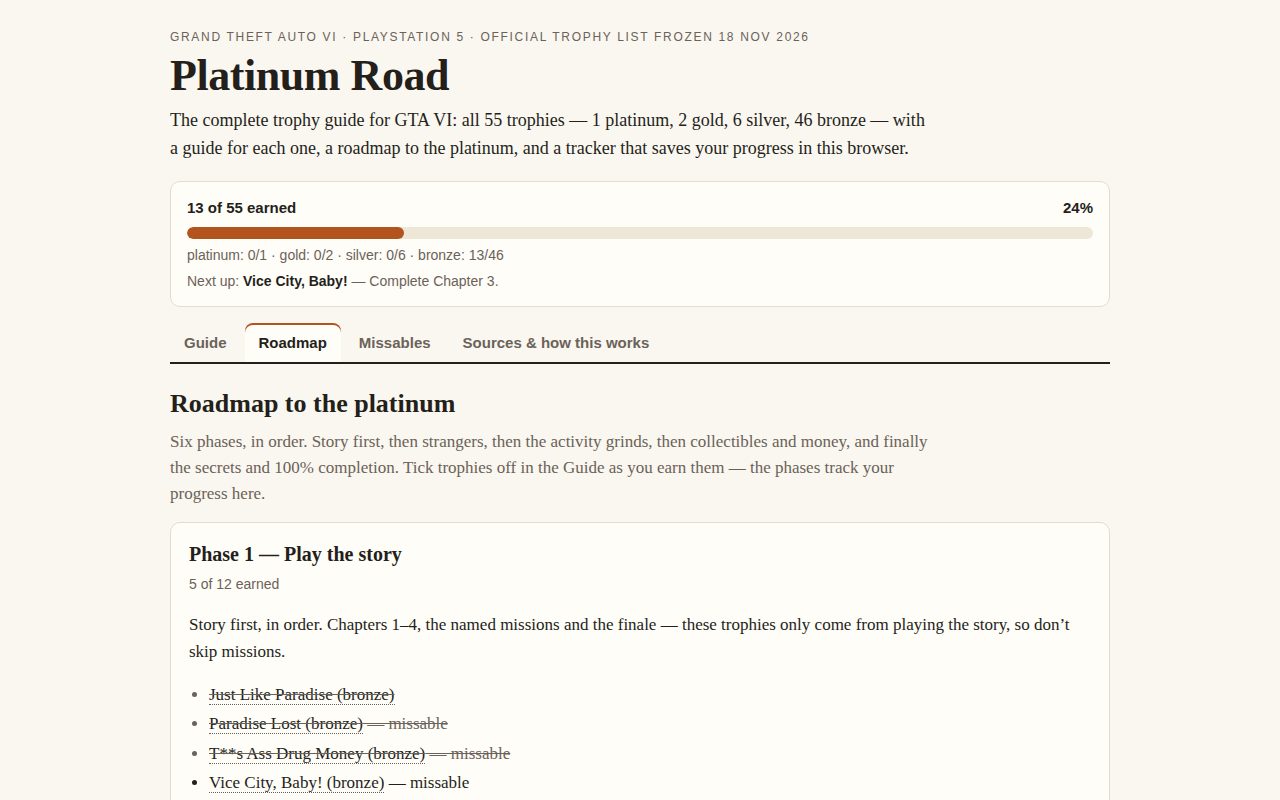 GRAND THEFT AUTO VI · PLAYSTATION 5 · OFFICIAL TROPHY LIST FROZEN 18 NOV 2026
Platinum Road
The complete trophy guide for GTA VI: all 55 trophies — 1 platinum, 2 gold, 6 silver, 46 bronze — with
a guide for each one, a roadmap to the platinum, and a tracker that saves your progress in this browser.
13 of 55 earned 24%
platinum: 0/1 · gold: 0/2 · silver: 0/6 · bronze: 13/46
Next up: Vice City, Baby! — Complete Chapter 3.
Guide Roadmap Missables Sources & how this works
Roadmap to the platinum
Six phases, in order. Story first, then strangers, then the activity grinds, then collectibles and money, and finally
the secrets and 100% completion. Tick trophies off in the Guide as you earn them — the phases track your
progress here.
Phase 1 — Play the story
5 of 12 earned
Story first, in order. Chapters 1–4, the named missions and the finale — these trophies only come from playing the story, so don’t
skip missions.
Just Like Paradise (bronze)
Paradise Lost (bronze) — missable
T**s Ass Drug Money (bronze) — missable
Vice City, Baby! (bronze) — missable